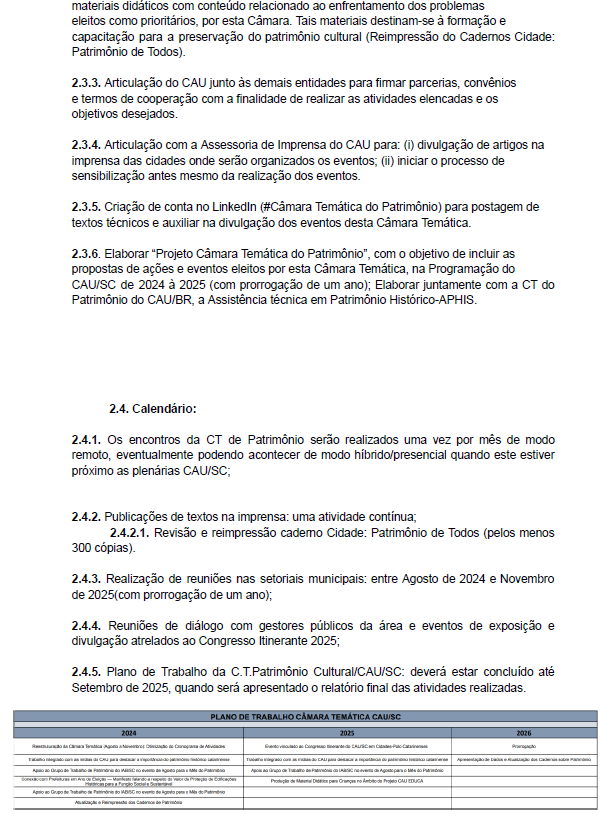 materiais didáticos com conteúdo relacionado ao enfrentamento dos problemas
eleitos como prioritários, por esta Câmara. Tais materiais destinam-se à formação e
capacitação para a preservação do patrimônio cultural (Reimpressão do Cadernos Cidade:
Patrimônio de Todos).
2.3.3. Articulação do CAU junto às demais entidades para firmar parcerias, convênios
e termos de cooperação com a finalidade de realizar as atividades elencadas e os
objetivos desejados.
2.3.4. Articulação com a Assessoria de Imprensa do CAU para: (i) divulgação de artigos na
imprensa das cidades onde serão organizados os eventos; (ii) iniciar o processo de
sensibilização antes mesmo da realização dos eventos.
2.3.5. Criação de conta no LinkedIn (#Câmara Temática do Patrimônio) para postagem de
textos técnicos e auxiliar na divulgação dos eventos desta Câmara Temática.
2.3.6. Elaborar “Projeto Câmara Temática do Patrimônio”, com o objetivo de incluir as
propostas de ações e eventos eleitos por esta Câmara Temática, na Programação do
CAU/SC de 2024 à 2025 (com prorrogação de um ano); Elaborar juntamente com a CT do
Patrimônio do CAU/BR, a Assistência técnica em Patrimônio Histórico-APHIS.
2.4. Calendário:
2.4.1. Os encontros da CT de Patrimônio serão realizados uma vez por mês de modo
remoto, eventualmente podendo acontecer de modo híbrido/presencial quando este estiver
próximo as plenárias CAU/SC;
2.4.2. Publicações de textos na imprensa: uma atividade contínua;
2.4.2.1. Revisão e reimpressão caderno Cidade: Patrimônio de Todos (pelos menos
300 cópias).
2.4.3. Realização de reuniões nas setoriais municipais: entre Agosto de 2024 e Novembro
de 2025(com prorrogação de um ano);
2.4.4. Reuniões de diálogo com gestores públicos da área e eventos de exposição e
divulgação atrelados ao Congresso Itinerante 2025;
2.4.5. Plano de Trabalho da C.T.Patrimônio Cultural/CAU/SC: deverá estar concluído até
Setembro de 2025, quando será apresentado o relatório final das atividades realizadas.
PLANO DE TRABALHO CÂMARA TEMÁTICA CAU/SC
2024 2025 2026
Reestruturação da Câmara Temática (Agosto a Novembro): Otimização do Cronograma de Atividades Evento vinculado ao Congresso Itinerante do CAU/SC em Cidades-Polo Catarinenses Prorrogação
Trabalho integrado com as mídias do CAU para destacar a importância do patrimônio histórico catarinense Trabalho integrado com as mídias do CAU para destacar a importância do patrimônio histórico catarinense Apresentação de Dados e Atualização dos Cadernos sobre Patrimônio
Apoio ao Grupo de Trabalho de Patrimônio do IAB/SC no evento de Agosto para o Mês do Patrimônio Apoio ao Grupo de Trabalho de Patrimônio do IAB/SC no evento de Agosto para o Mês do Patrimônio
Conexão com Prefeituras em Ano de Eleição — Manifesto falando a respeito do Valor da Proteção de Edificações
Históricas para a Função Social e Sustentável Produção de Material Didático para Crianças no Âmbito do Projeto CAU EDUCA
Apoio ao Grupo de Trabalho de Patrimônio do IAB/SC no evento de Agosto para o Mês do Patrimônio
Atualização e Reimpressão dos Cadernos de Patrimônio